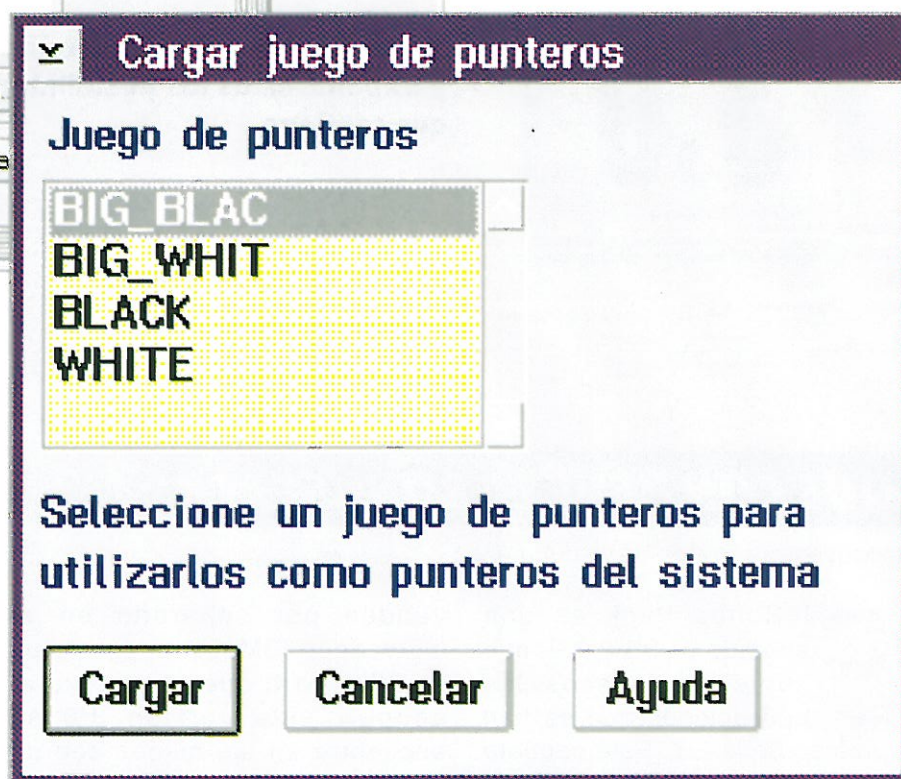 Cargar juego de punteros
Juego de punteros
BIG_BLAC
BIG_WHIT
BLACK
WHITE
Seleccione un juego de punteros para
utilizarlos como punteros del sistema
Cargar
Cancelar
Ayuda